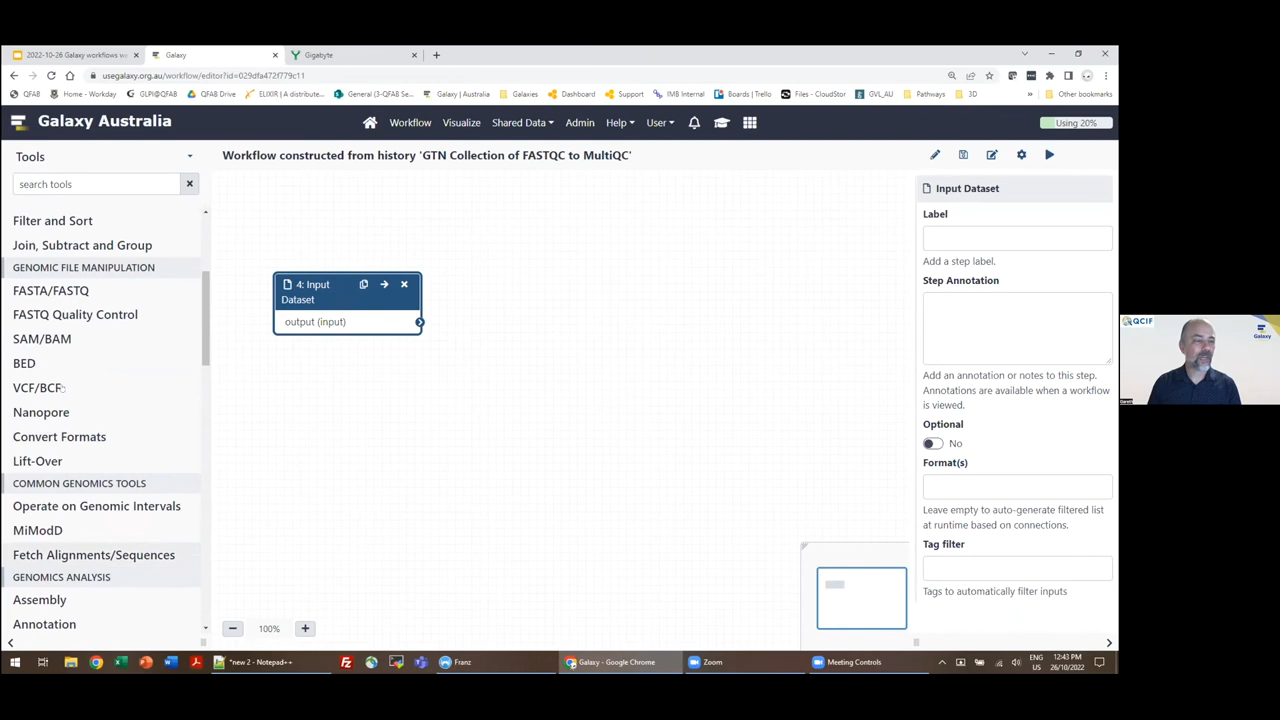 2022-10-26 Galaxy workflows we
Galaxy
Gigabyte
usegalaxy.org.au/workflow/editor?id=029dfa472f779c11
QFAB
Home - Workday
GLPI@QFAB
QFAB Drive
ELIXIR | A distribute...
General (3-QFAB Se...
Galaxy | Australia
Galaxies
Dashboard
Support
IMB Internal
Boards | Trello
Files - CloudStor
GVL_AU
Pathways
3D
»
Other bookmarks
Galaxy Australia
Workflow
Visualize
Shared Data
Admin
Help
User
Using 20%
Tools
Workflow constructed from history 'GTN Collection of FASTQC to MultiQC'
search tools
Filter and Sort
Join, Subtract and Group
GENOMIC FILE MANIPULATION
FASTA/FASTQ
FASTQ Quality Control
SAM/BAM
BED
VCF/BCF
Nanopore
Convert Formats
Lift-Over
COMMON GENOMICS TOOLS
Operate on Genomic Intervals
MiModD
Fetch Alignments/Sequences
GENOMICS ANALYSIS
Assembly
Annotation
4: Input
Dataset
output (input)
100%
Input Dataset
Label
Add a step label.
Step Annotation
Add an annotation or notes to this step.
Annotations are available when a workflow
is viewed.
Optional
No
Format(s)
Leave empty to auto-generate filtered list
at runtime based on connections.
Tag filter
Tags to automatically filter inputs
QCIF
Galaxy
*new 2 - Notepad++
Franz
Galaxy - Google Chrome
Zoom
Meeting Controls
ENG
US
12:43 PM
26/10/2022